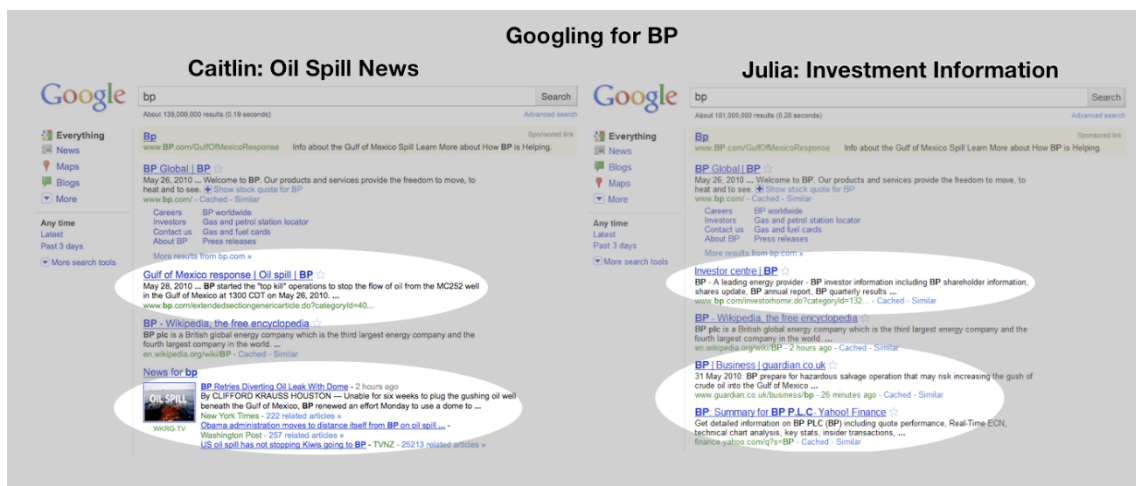 Googling for BP
Caitlin: Oil Spill News
Google
bp
Search
About 139,000,000 results (0.19 seconds)
Advanced search
Everything
News
Maps
Blogs
More
Any time
Latest
Past 3 days
More search tools
Bp
Sponsored link
www.BP.com/GulfOfMexicoResponse Info about the Gulf of Mexico Spill Learn More about How BP is Helping.
BP Global | BP
May 26, 2010 ... Welcome to BP. Our products and services provide the freedom to move, to
heat and to see. Show stock quote for BP
www.bp.com/ - Cached - Similar
Careers BP worldwide
Investors Gas and petrol station locator
Contact us Gas and fuel cards
About BP Press releases
More results from bp.com »
Gulf of Mexico response | Oil spill | BP
May 28, 2010 ... BP started the "top kill" operations to stop the flow of oil from the MC252 well
in the Gulf of Mexico at 1300 CDT on May 26, 2010. ...
www.bp.com/extendedsectiongenericarticle.do?categoryId=40...
BP - Wikipedia, the free encyclopedia
BP plc is a British global energy company which is the third largest energy company and the
fourth largest company in the world. ...
en.wikipedia.org/wiki/BP - Cached - Similar
News for bp
OIL SPILL
WKRG-TV
BP Retries Diverting Oil Leak With Dome - 2 hours ago
By CLIFFORD KRAUSS HOUSTON — Unable for six weeks to plug the gushing oil well
beneath the Gulf of Mexico, BP renewed an effort Monday to use a dome to ...
New York Times - 222 related articles »
Obama administration moves to distance itself from BP on oil spill ... -
Washington Post - 257 related articles »
US oil spill has not stopping Kiwis going to BP - TVNZ - 25213 related articles »
Julia: Investment Information
Google
bp
Search
About 181,000,000 results (0.28 seconds)
Advanced search
Everything
News
Maps
Blogs
More
Any time
Latest
Past 3 days
More search tools
Bp
Sponsored link
www.BP.com/GulfOfMexicoResponse Info about the Gulf of Mexico Spill Learn More about How BP is Helping.
BP Global | BP
May 26, 2010 ... Welcome to BP. Our products and services provide the freedom to move, to
heat and to see. Show stock quote for BP
www.bp.com/ - Cached - Similar
Careers BP worldwide
Investors Gas and petrol station locator
Contact us Gas and fuel cards
About BP Press releases
More results from bp.com »
Investor centre | BP
BP - A leading energy provider - BP investor information including BP shareholder information,
shares update, BP annual report, BP quarterly results ...
www.bp.com/investorhome.do?categoryId=132... - Cached - Similar
BP - Wikipedia, the free encyclopedia
BP plc is a British global energy company which is the third largest energy company and the
fourth largest company in the world. ...
en.wikipedia.org/wiki/BP - 2 hours ago - Cached - Similar
BP | Business | guardian.co.uk
31 May 2010: BP prepare for hazardous salvage operation that may risk increasing the gush of
crude oil into the Gulf of Mexico ...
www.guardian.co.uk/business/bp - 26 minutes ago - Cached - Similar
BP: Summary for BP P.L.C- Yahoo! Finance
Get detailed information on BP PLC (BP) including quote performance, Real-Time ECN,
technical chart analysis, key stats, insider transactions, ...
finance.yahoo.com/q?s=BP - Cached - Similar